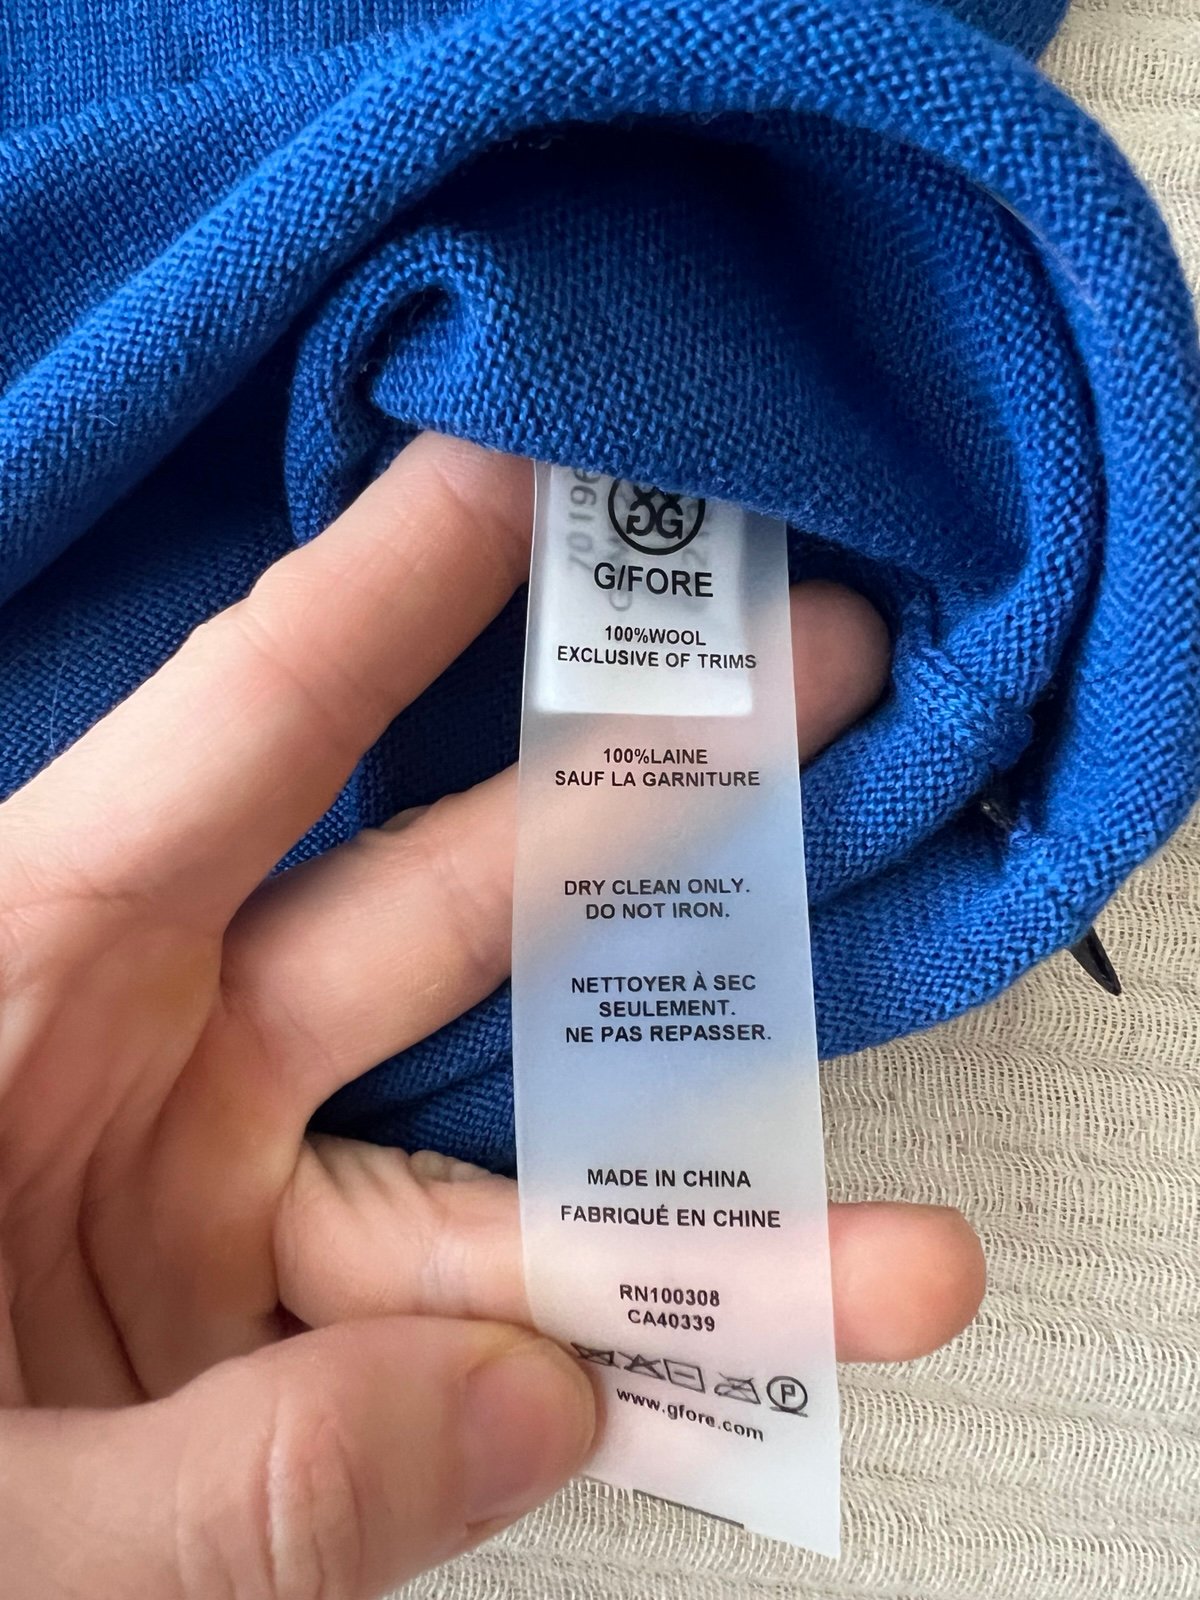 G/FORE
100%WOOL
EXCLUSIVE OF TRIMS
100%LAINE
SAUF LA GARNITURE
DRY CLEAN ONLY.
DO NOT IRON.
NETTOYER À SEC
SEULEMENT.
NE PAS REPASSER.
MADE IN CHINA
FABRIQUÉ EN CHINE
RN100308
CA40339
P
www.gfore.com